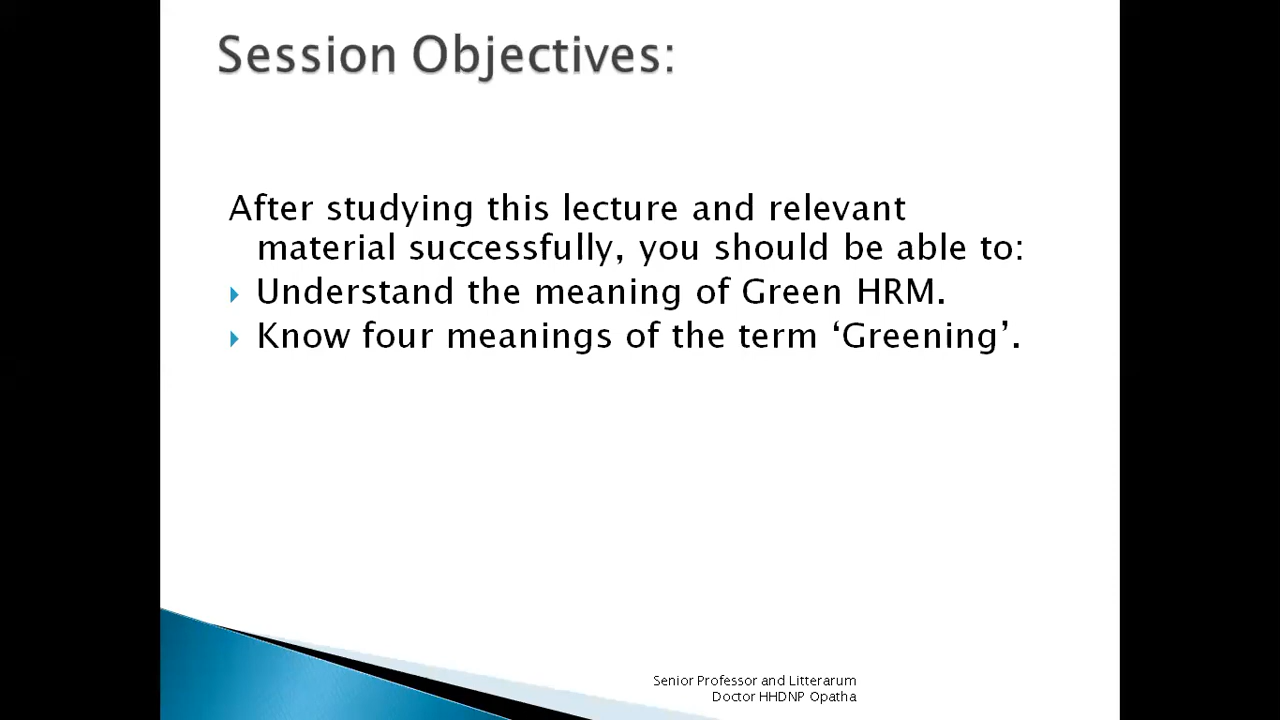 Session Objectives:
After studying this lecture and relevant
material successfully, you should be able to:
Understand the meaning of Green HRM.
Know four meanings of the term ‘Greening’.
Senior Professor and Litterarum
Doctor HHDNP Opatha